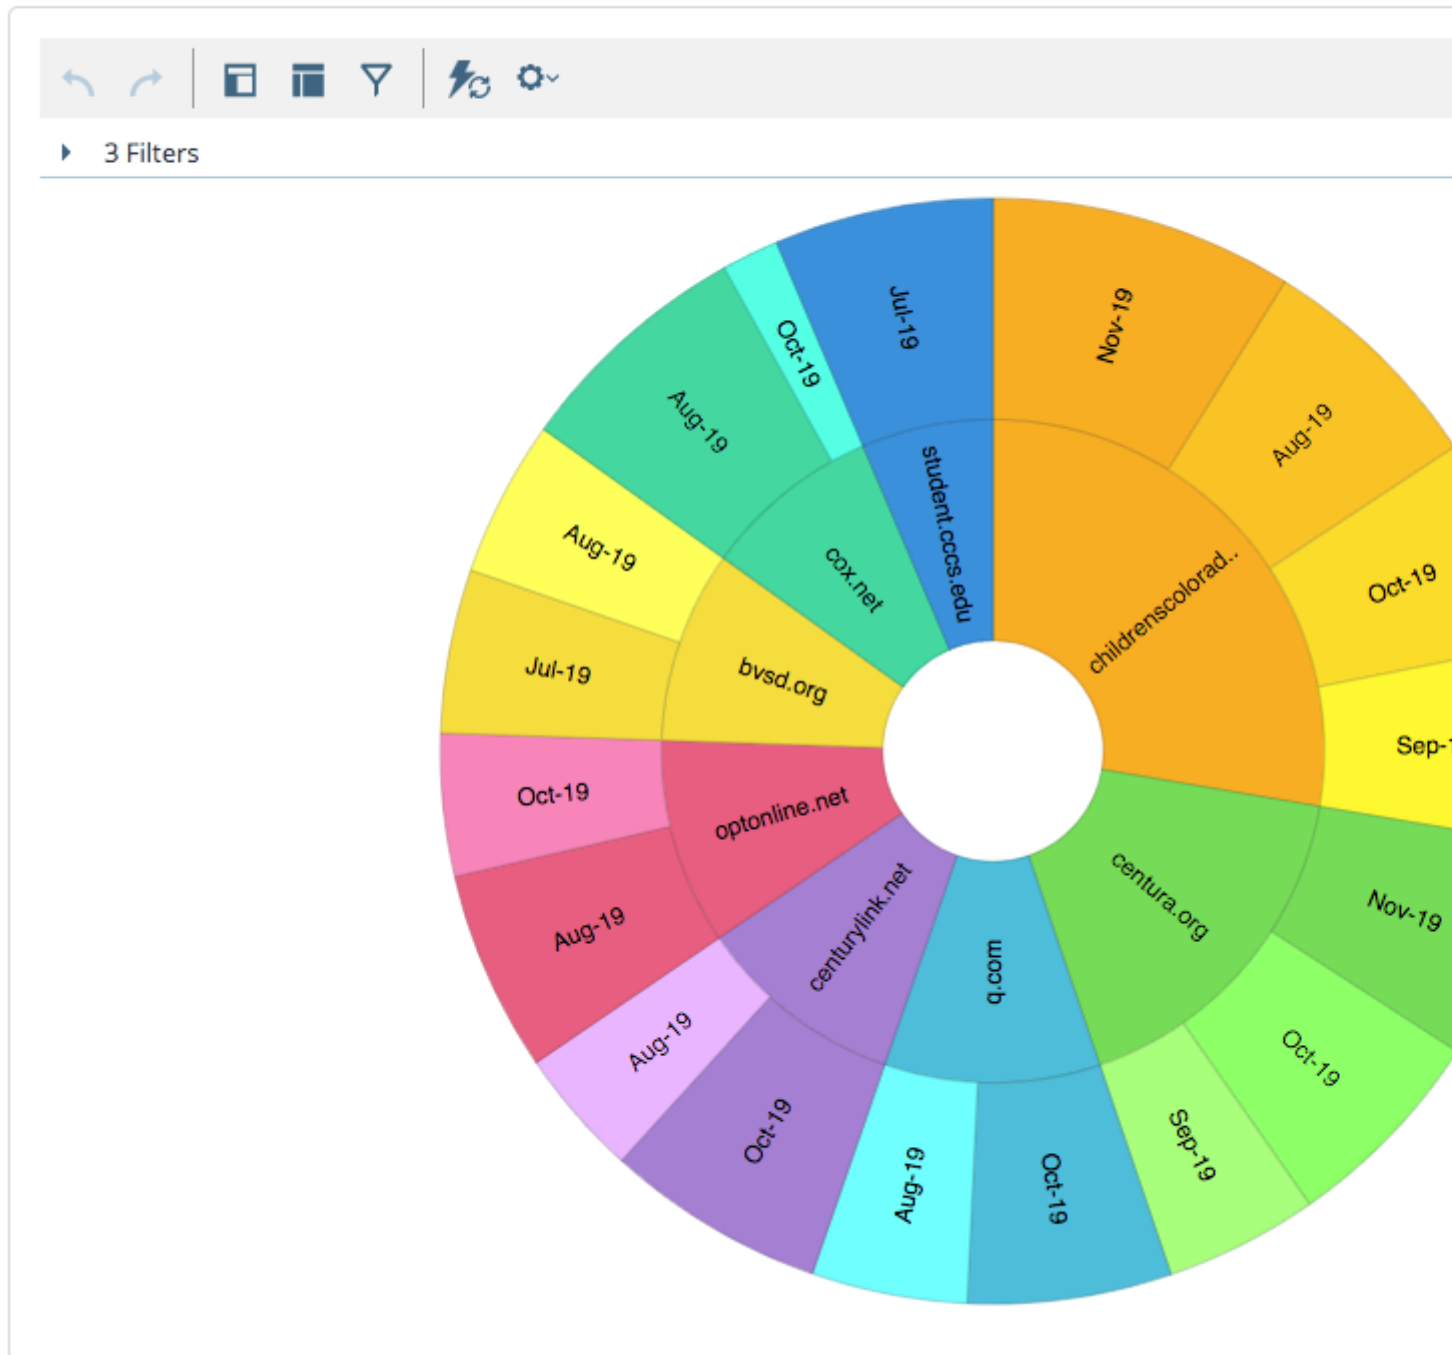 3 Filters
Jul-19
Nov-19
Oct-19
Aug-19
Aug-19
student.cccs.edu
Aug-19
cox.net
childrenscolorad..
Oct-19
Jul-19
bvsd.org
Sep-1
Oct-19
optonline.net
Aug-19
centurylink.net
q.com
centura.org
Nov-19
Aug-19
Oct-19
Oct-19
Aug-19
Oct-19
Sep-19